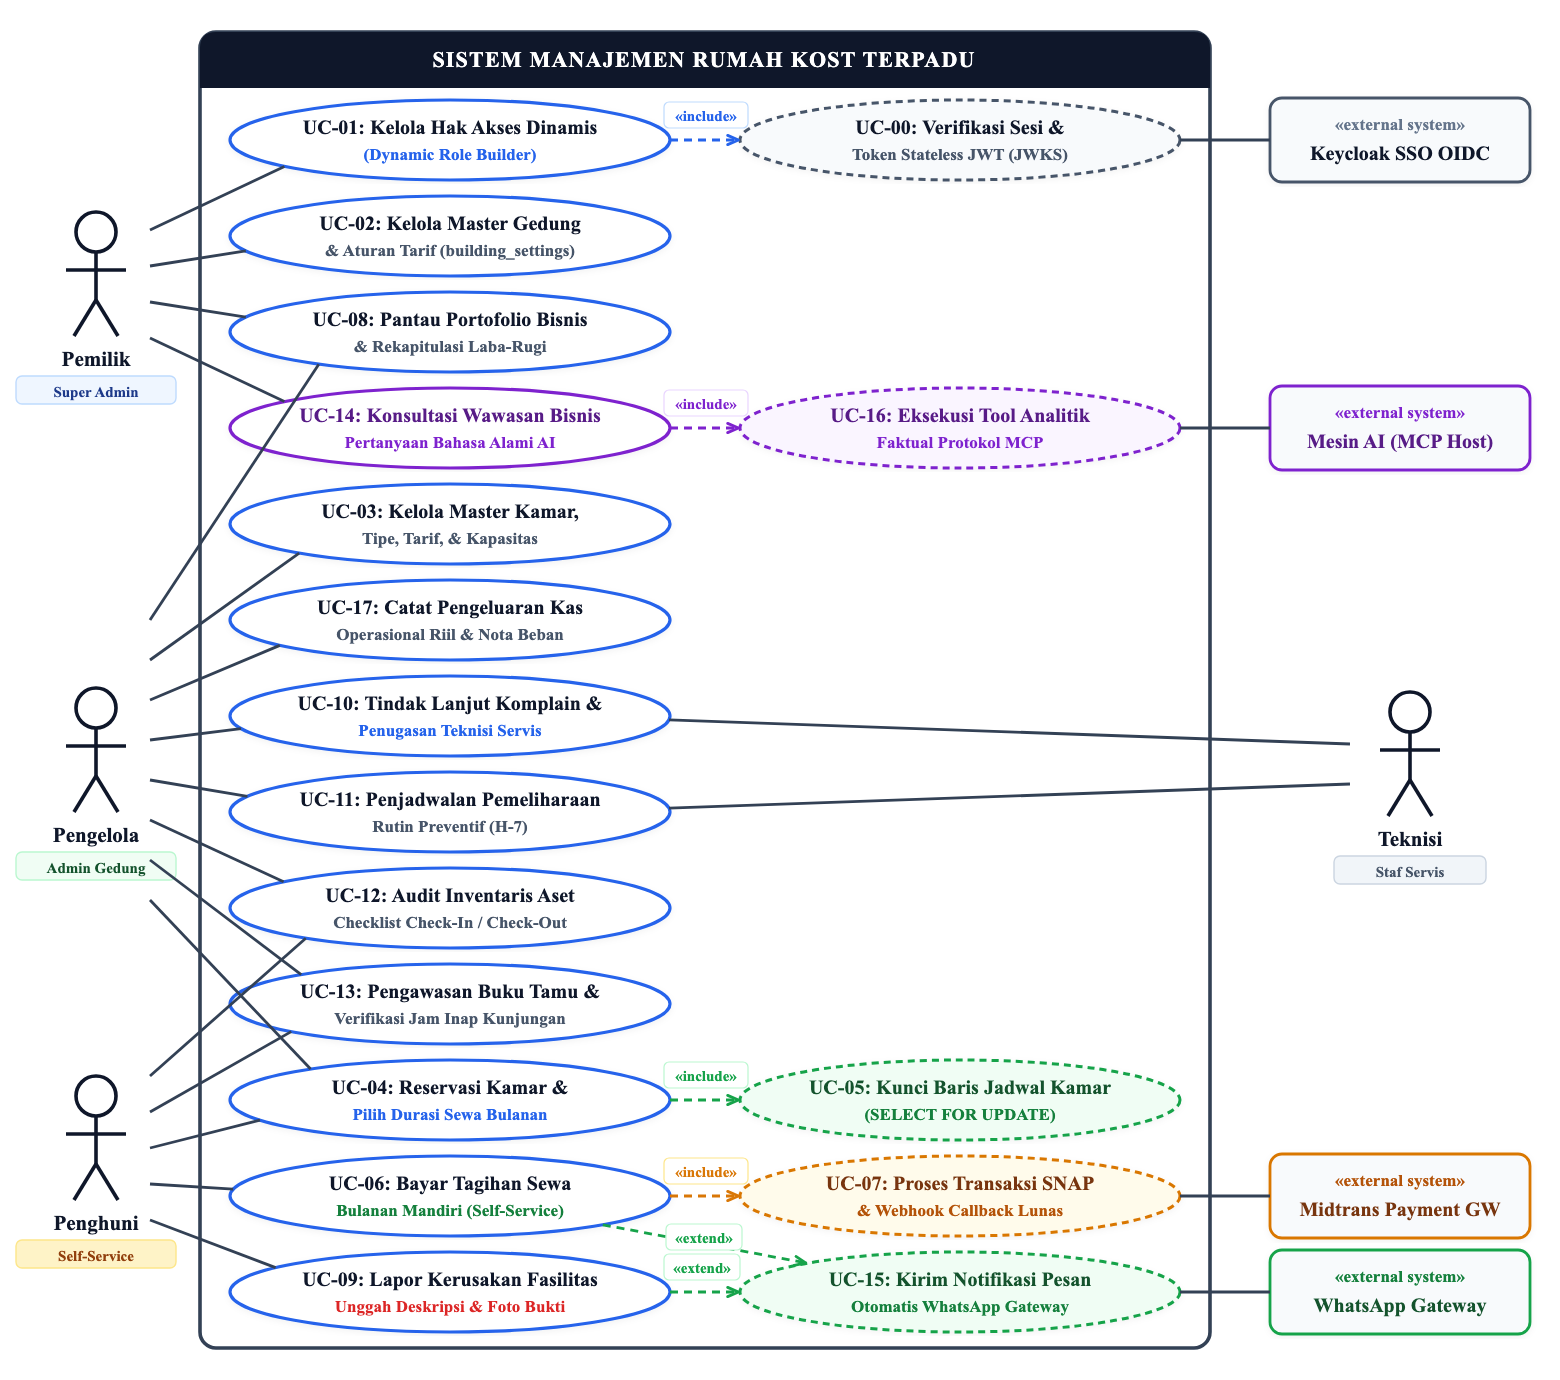 SISTEM MANAJEMEN RUMAH KOST TERPADU
UC-01: Kelola Hak Akses Dinamis
(Dynamic Role Builder)
«include»
UC-00: Verifikasi Sesi &
Token Stateless JWT (JWKS)
«external system»
Keycloak SSO OIDC
UC-02: Kelola Master Gedung
& Aturan Tarif (building_settings)
UC-08: Pantau Portofolio Bisnis
& Rekapitulasi Laba-Rugi
Pemilik
Super Admin
UC-14: Konsultasi Wawasan Bisnis
Pertanyaan Bahasa Alami AI
«include»
UC-16: Eksekusi Tool Analitik
Faktual Protokol MCP
«external system»
Mesin AI (MCP Host)
UC-03: Kelola Master Kamar,
Tipe, Tarif, & Kapasitas
UC-17: Catat Pengeluaran Kas
Operasional Riil & Nota Beban
UC-10: Tindak Lanjut Komplain &
Penugasan Teknisi Servis
UC-11: Penjadwalan Pemeliharaan
Rutin Preventif (H-7)
Pengelola
Admin Gedung
Teknisi
Staf Servis
UC-12: Audit Inventaris Aset
Checklist Check-In / Check-Out
UC-13: Pengawasan Buku Tamu &
Verifikasi Jam Inap Kunjungan
UC-04: Reservasi Kamar &
Pilih Durasi Sewa Bulanan
«include»
UC-05: Kunci Baris Jadwal Kamar
(SELECT FOR UPDATE)
UC-06: Bayar Tagihan Sewa
Bulanan Mandiri (Self-Service)
«include»
UC-07: Proses Transaksi SNAP
& Webhook Callback Lunas
«external system»
Midtrans Payment GW
Penghuni
Self-Service
«extend»
«extend»
UC-09: Lapor Kerusakan Fasilitas
Unggah Deskripsi & Foto Bukti
UC-15: Kirim Notifikasi Pesan
Otomatis WhatsApp Gateway
«external system»
WhatsApp Gateway